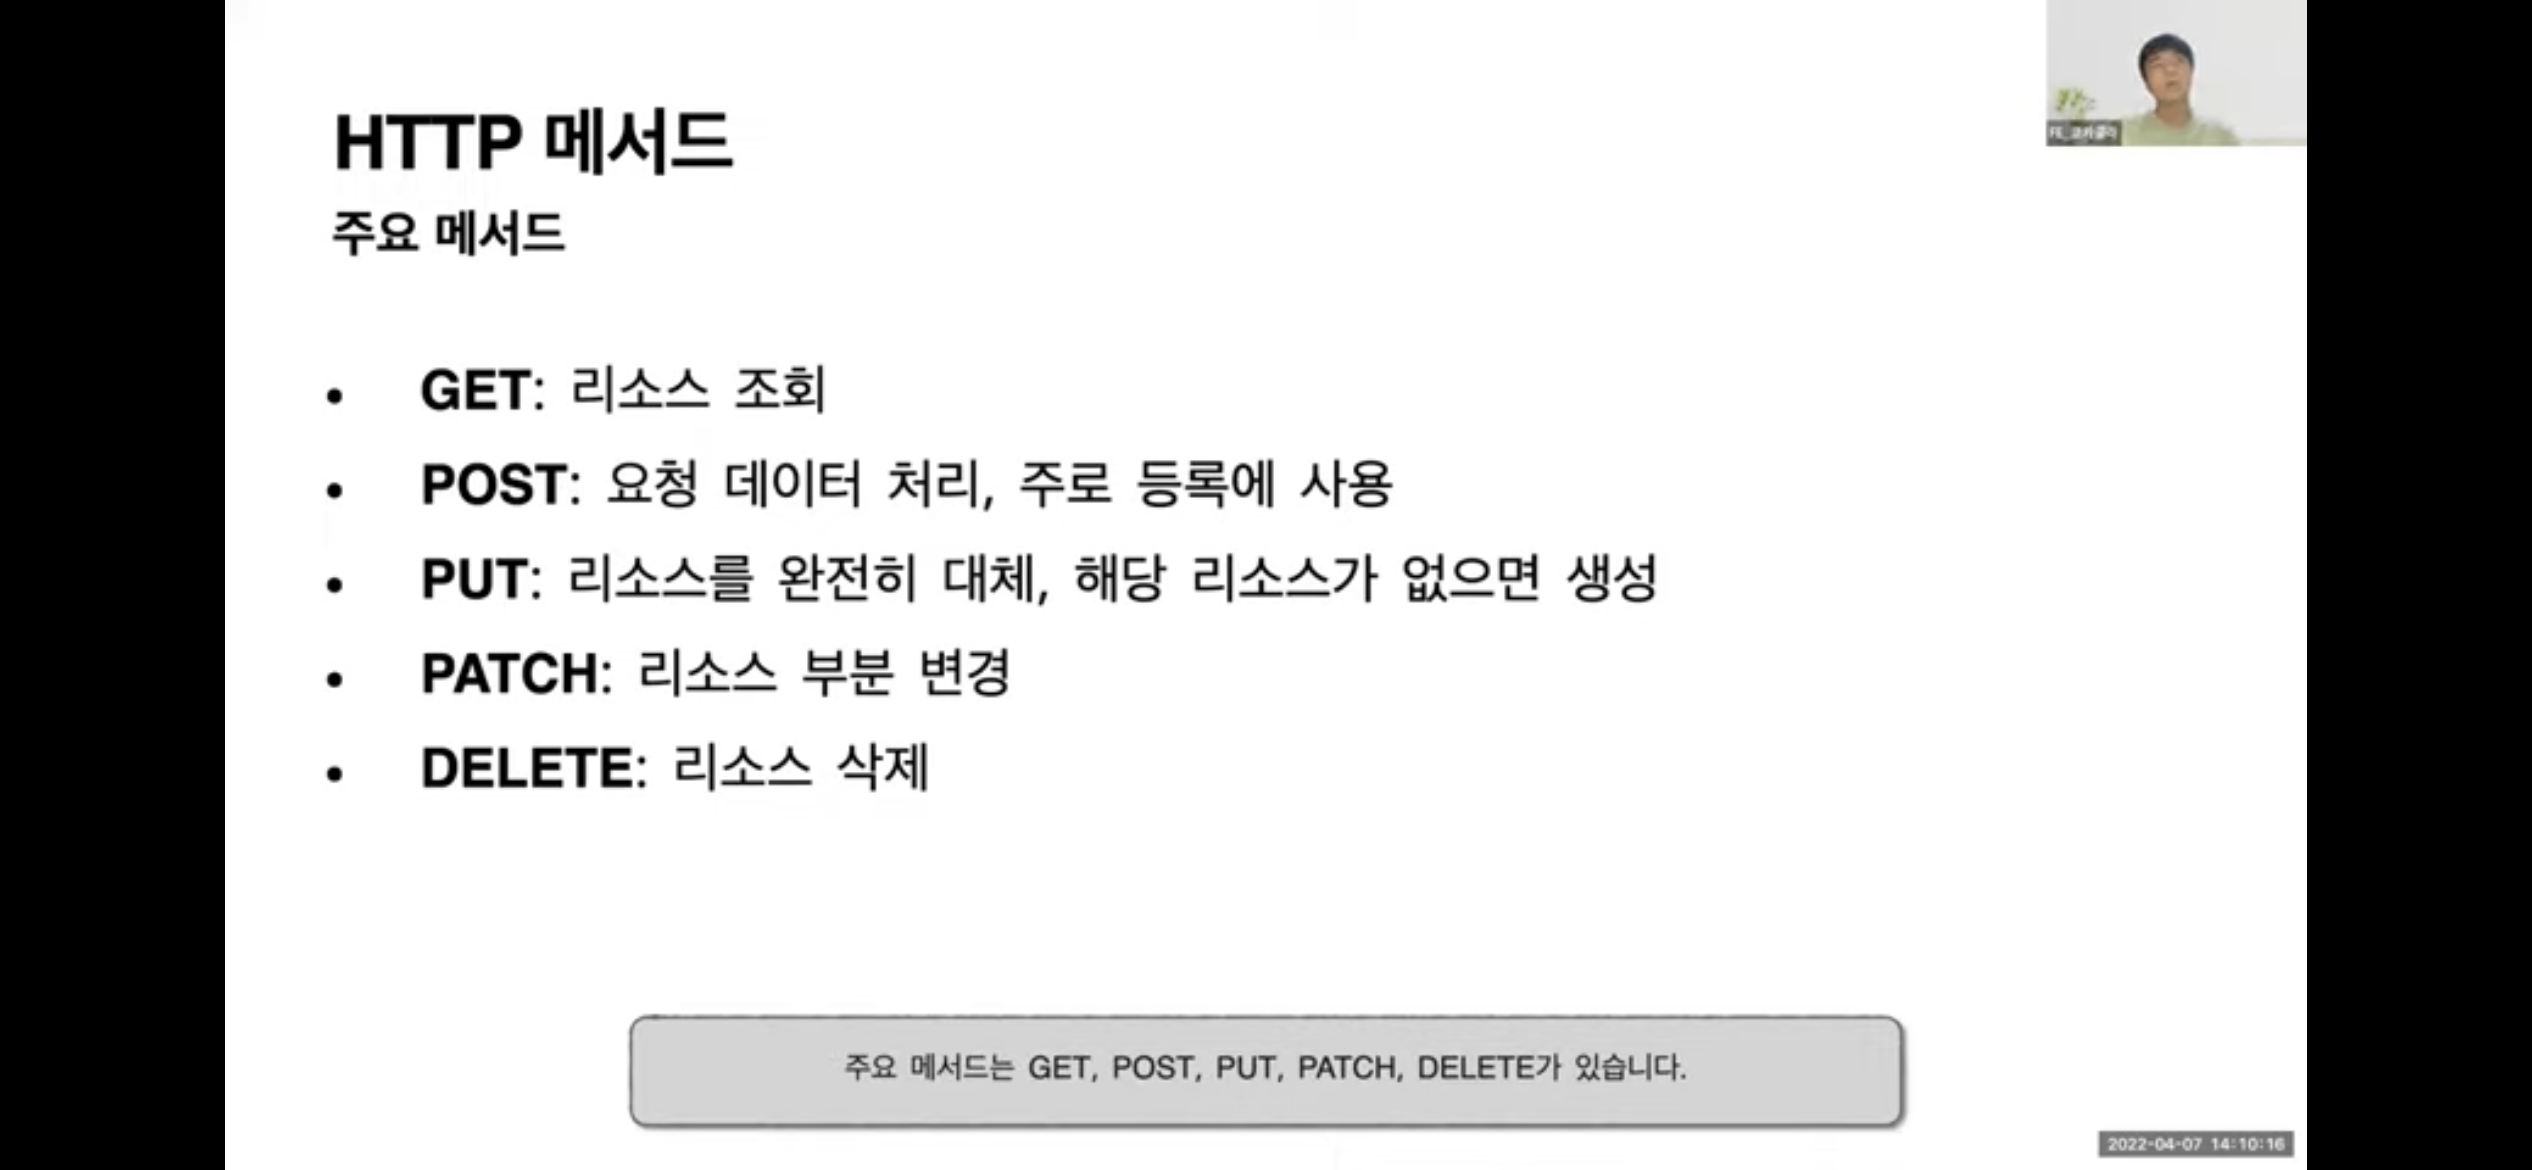 HTTP 메서드
주요 메서드
• GET: 리소스 조회
• POST: 요청 데이터 처리, 주로 등록에 사용
• PUT: 리소스를 완전히 대체, 해당 리소스가 없으면 생성
• PATCH: 리소스 부분 변경
• DELETE: 리소스 삭제
주요 메서드는 GET, POST, PUT, PATCH, DELETE가 있습니다.
2022-04-07 14:10:16